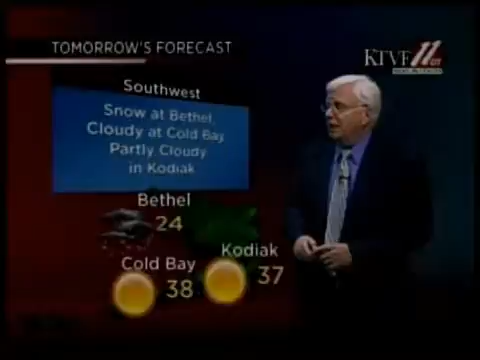 TOMORROW'S FORECAST
KTVF 11
Southwest
Snow at Bethel,
Cloudy at Cold Bay
Partly Cloudy
in Kodiak
Bethel
24
Kodiak
37
Cold Bay
38